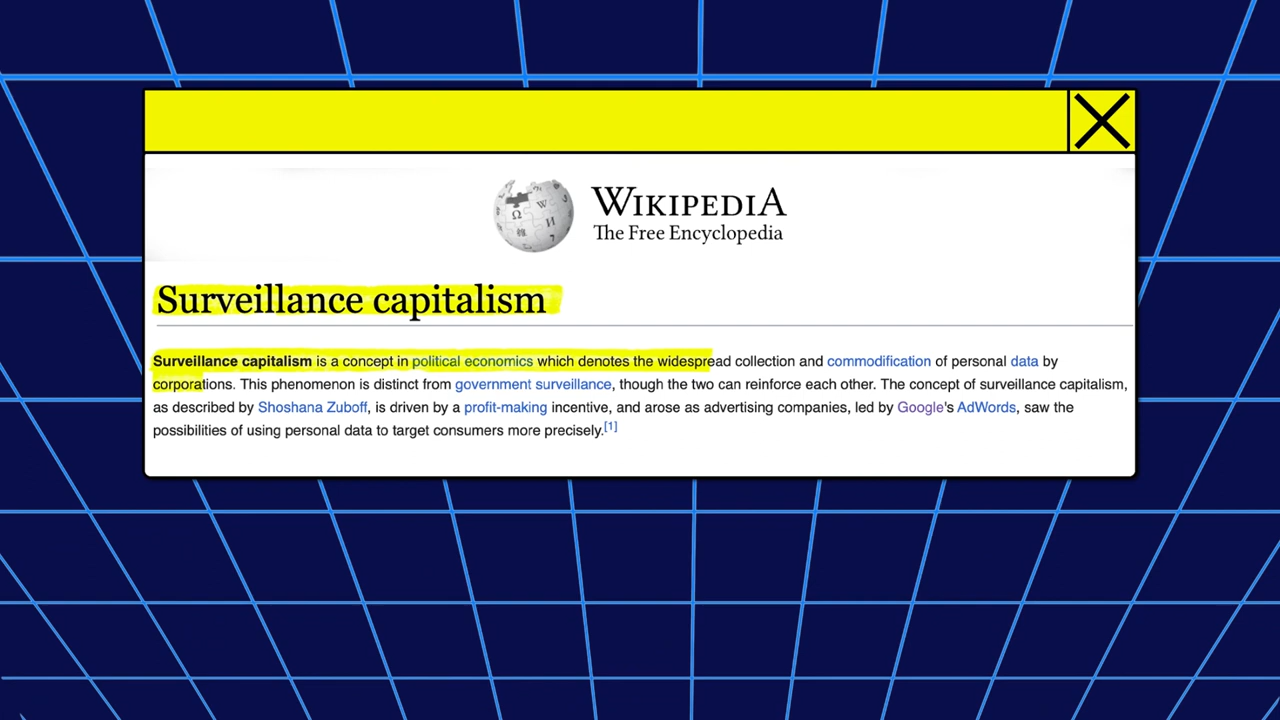 WIKIPEDIA
The Free Encyclopedia
Surveillance capitalism
Surveillance capitalism is a concept in political economics which denotes the widespread collection and commodification of personal data by
corporations. This phenomenon is distinct from government surveillance, though the two can reinforce each other. The concept of surveillance capitalism,
as described by Shoshana Zuboff, is driven by a profit-making incentive, and arose as advertising companies, led by Google's AdWords, saw the
possibilities of using personal data to target consumers more precisely.[1]